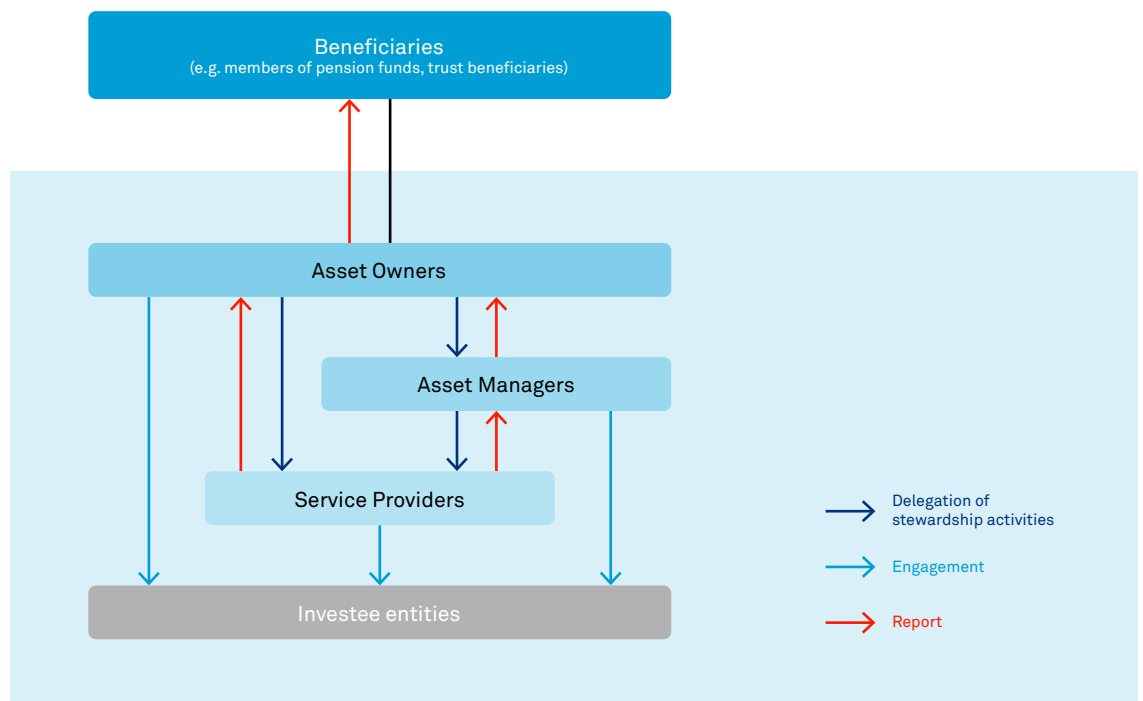 Beneficiaries
(e.g. members of pension funds, trust beneficiaries)
Asset Owners
Asset Managers
Service Providers
Investee entities
Delegation of
stewardship activities
Engagement
Report